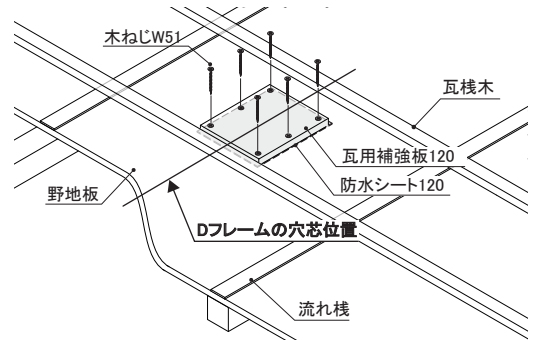 木ねじW51
瓦桟木
瓦用補強板120
防水シート120
野地板
Dフレームの穴芯位置
流れ桟